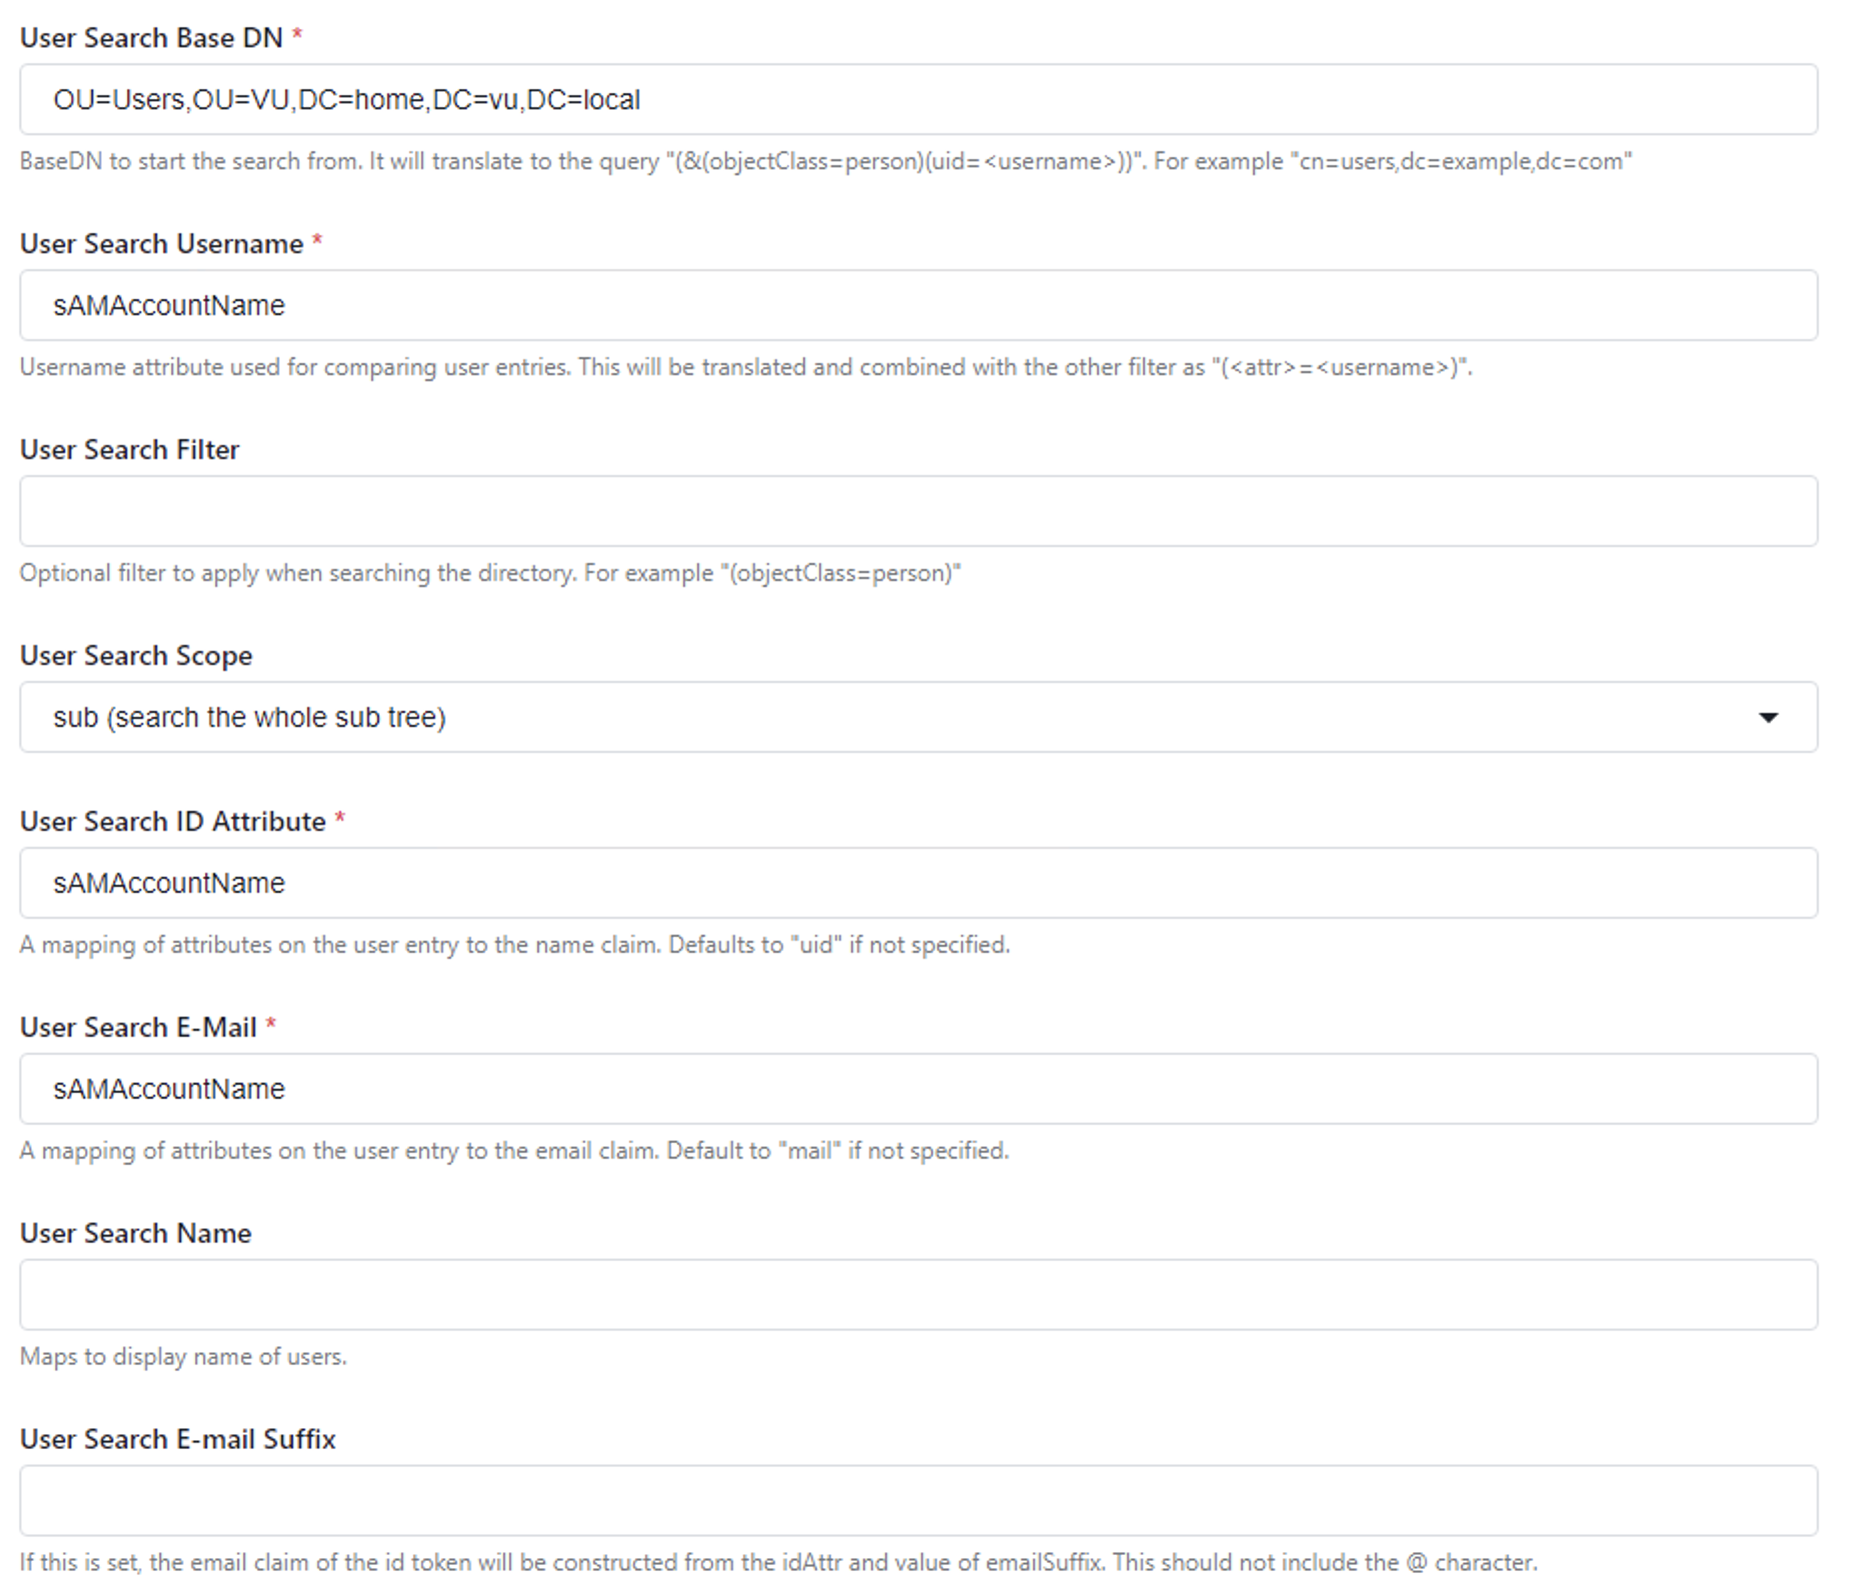 User Search Base DN *
OU=Users,OU=VU,DC=home,DC=vu,DC=local
BaseDN to start the search from. It will translate to the query "(&(objectClass=person)(uid=<username>))". For example "cn=users,dc=example,dc=com"
User Search Username *
sAMAccountName
Username attribute used for comparing user entries. This will be translated and combined with the other filter as "(<attr>=<username>)".
User Search Filter
Optional filter to apply when searching the directory. For example "(objectClass=person)"
User Search Scope
sub (search the whole sub tree)
User Search ID Attribute *
sAMAccountName
A mapping of attributes on the user entry to the name claim. Defaults to "uid" if not specified.
User Search E-Mail *
sAMAccountName
A mapping of attributes on the user entry to the email claim. Default to "mail" if not specified.
User Search Name
Maps to display name of users.
User Search E-mail Suffix
If this is set, the email claim of the id token will be constructed from the idAttr and value of emailSuffix. This should not include the @ character.